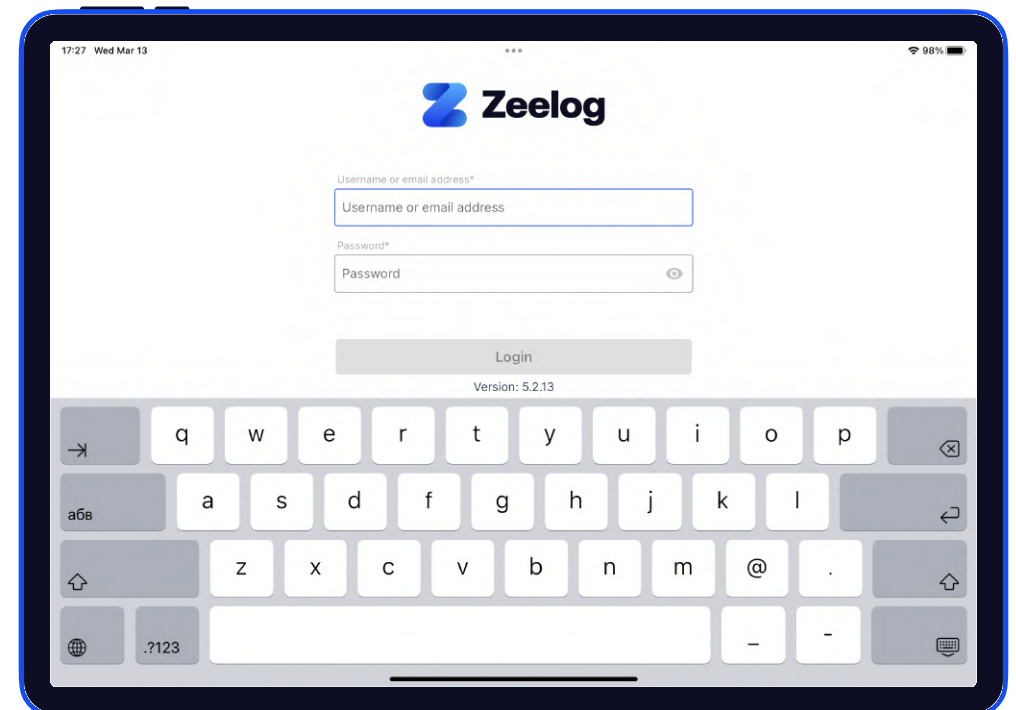 17:27 Wed Mar 13
98%
Zeelog
Username or email address*
Username or email address
Password*
Password
Login
Version: 5.2.13
q w e r t y u i o p
абв a s d f g h j k l
z x c v b n m @ .
.?123 _ -